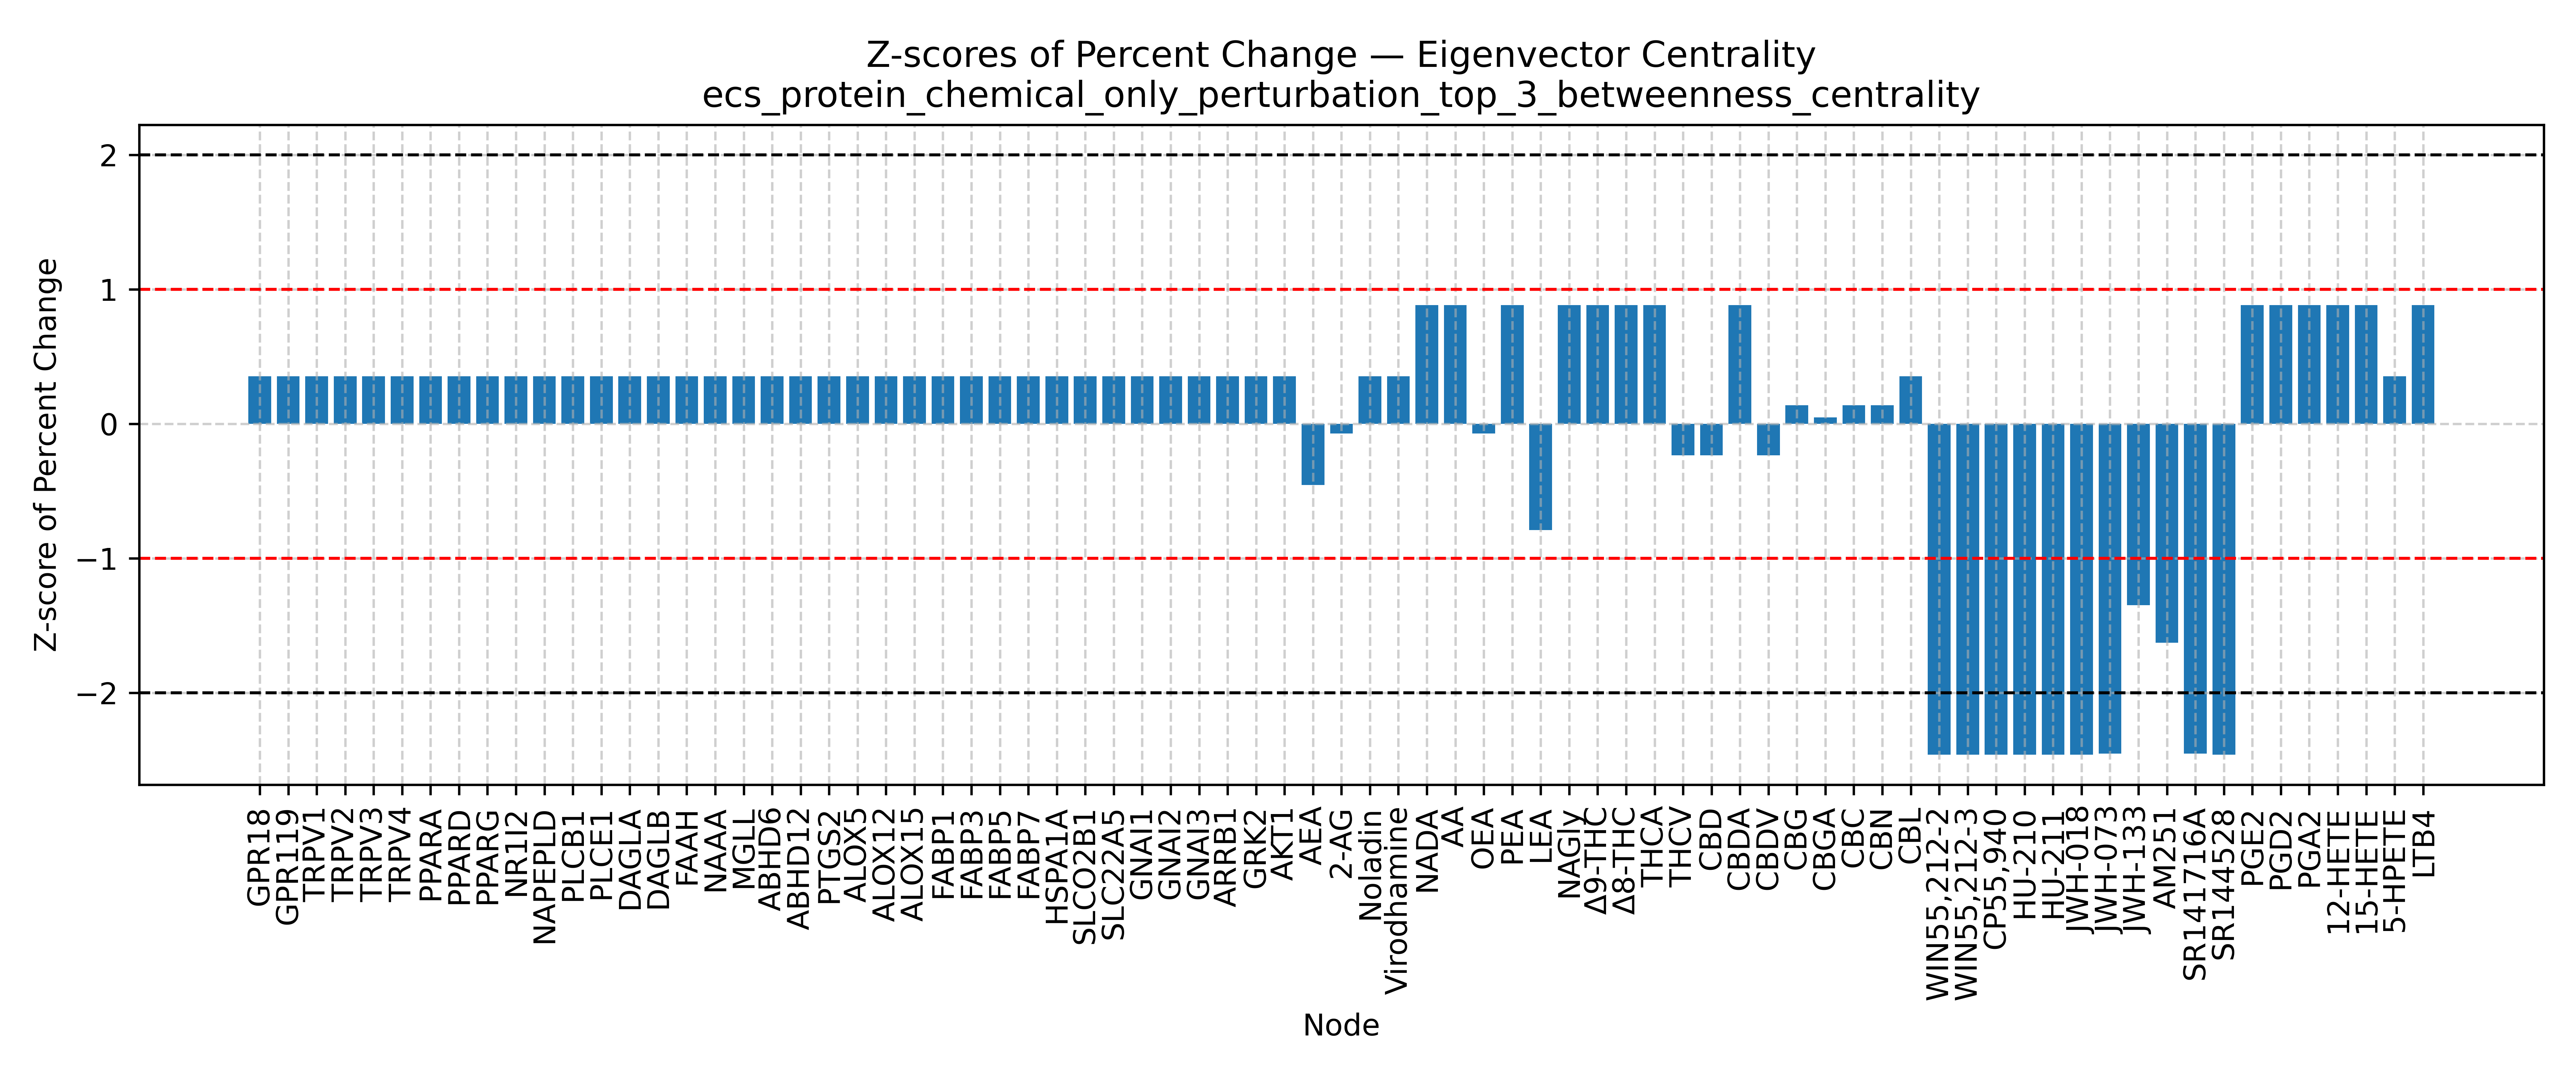 Z-scores of Percent Change — Eigenvector Centrality
ecs_protein_chemical_only_perturbation_top_3_betweenness_centrality
Z-score of Percent Change
2
1
0
−1
−2
GPR18
GPR119
TRPV1
TRPV2
TRPV3
TRPV4
PPARA
PPARD
PPARG
NR1I2
NAPEPLD
PLCB1
PLCE1
DAGLA
DAGLB
FAAH
NAAA
MGLL
ABHD6
ABHD12
PTGS2
ALOX5
ALOX12
ALOX15
FABP1
FABP3
FABP5
FABP7
HSPA1A
SLCO2B1
SLC22A5
GNAI1
GNAI2
GNAI3
ARRB1
GRK2
AKT1
AEA
2-AG
Noladin
Virodhamine
NADA
AA
OEA
PEA
LEA
NAGly
Δ9-THC
Δ8-THC
THCA
THCV
CBD
CBDA
CBDV
CBG
CBGA
CBC
CBN
CBL
WIN55,212-2
WIN55,212-3
CP55,940
HU-210
HU-211
JWH-018
JWH-073
JWH-133
AM251
SR141716A
SR144528
PGE2
PGD2
PGA2
12-HETE
15-HETE
5-HPETE
LTB4
Node